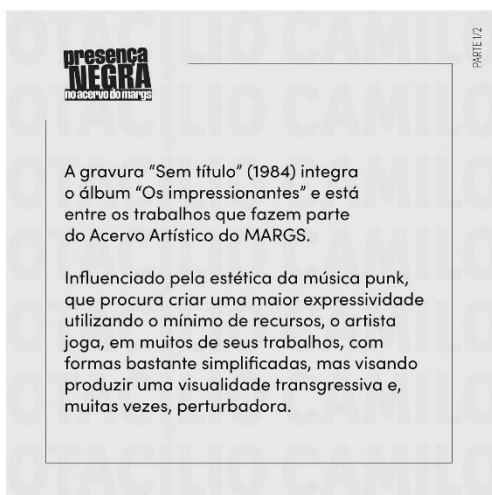 PARTE 1/2
presença
NEGRA
no acervo do margs
OTACÍLIO CAMILO
A gravura “Sem título” (1984) integra
o álbum “Os impressionantes” e está
entre os trabalhos que fazem parte
do Acervo Artístico do MARGS.
Influenciado pela estética da música punk,
que procura criar uma maior expressividade
utilizando o mínimo de recursos, o artista
joga, em muitos de seus trabalhos, com
formas bastante simplificadas, mas visando
produzir uma visualidade transgressiva e,
muitas vezes, perturbadora.